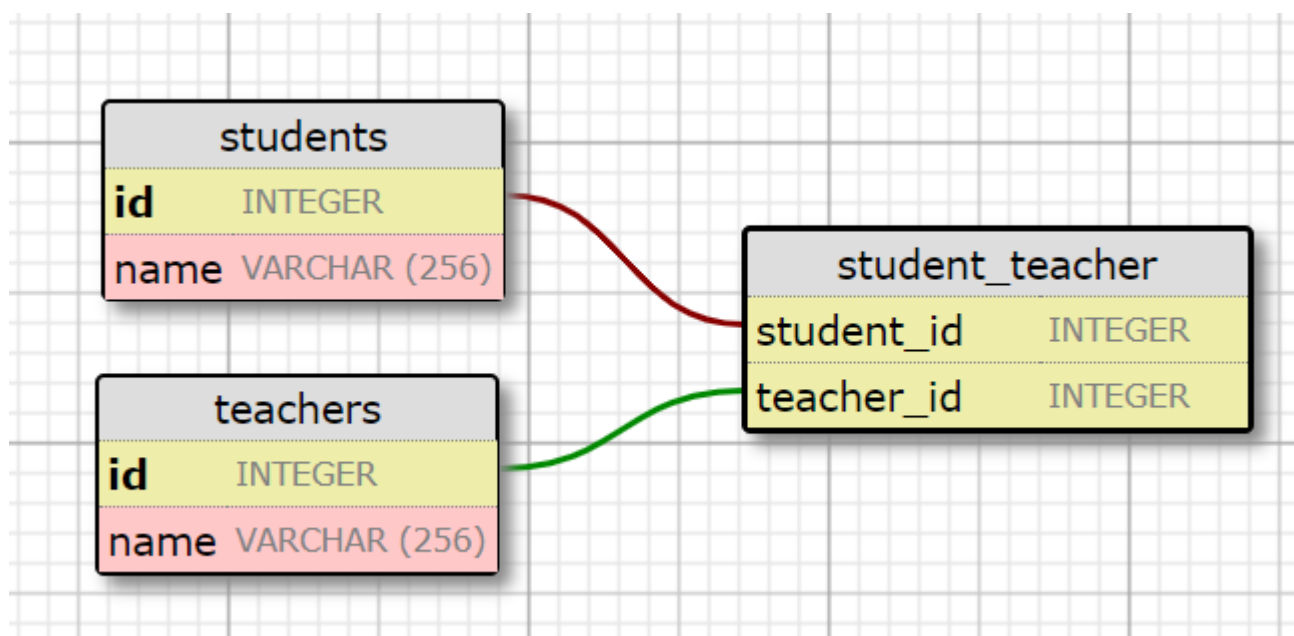 students
id INTEGER
name VARCHAR (256)
student_teacher
student_id INTEGER
teacher_id INTEGER
teachers
id INTEGER
name VARCHAR (256)